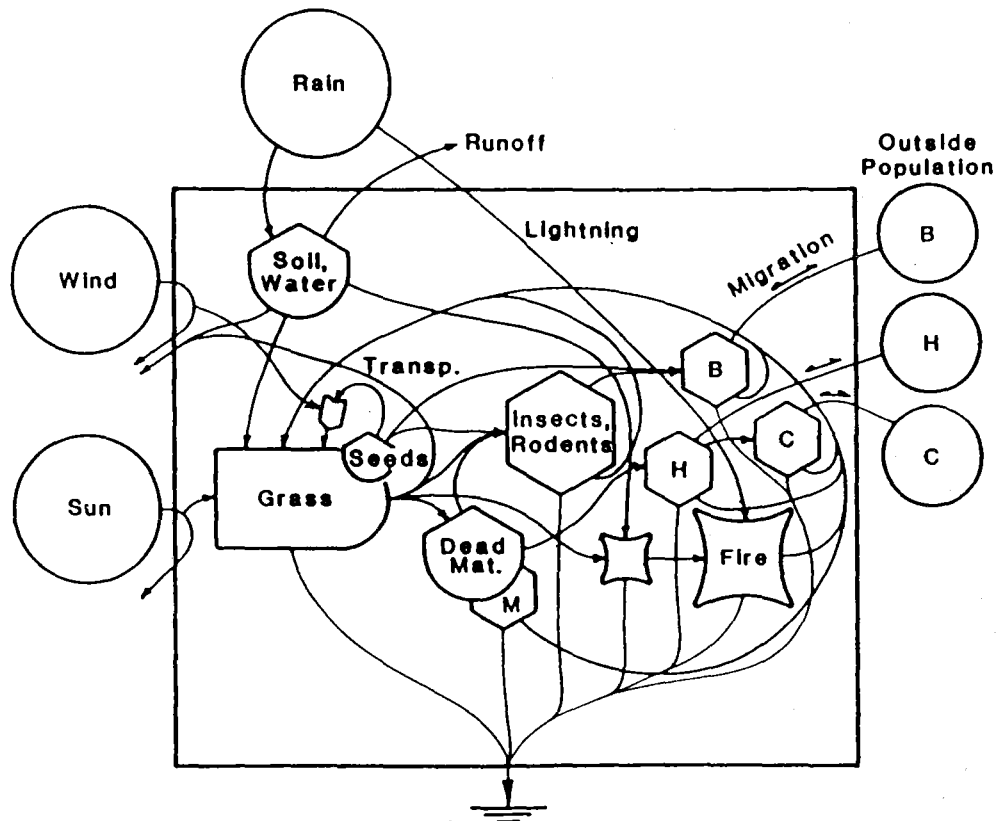 Rain
Runoff
Outside
Population
B
Lightning
Migration
Soil,
Water
Wind
H
Transp.
B
Insects,
Rodents
C
Seeds
H
C
Grass
Sun
Dead
Mat.
Fire
M